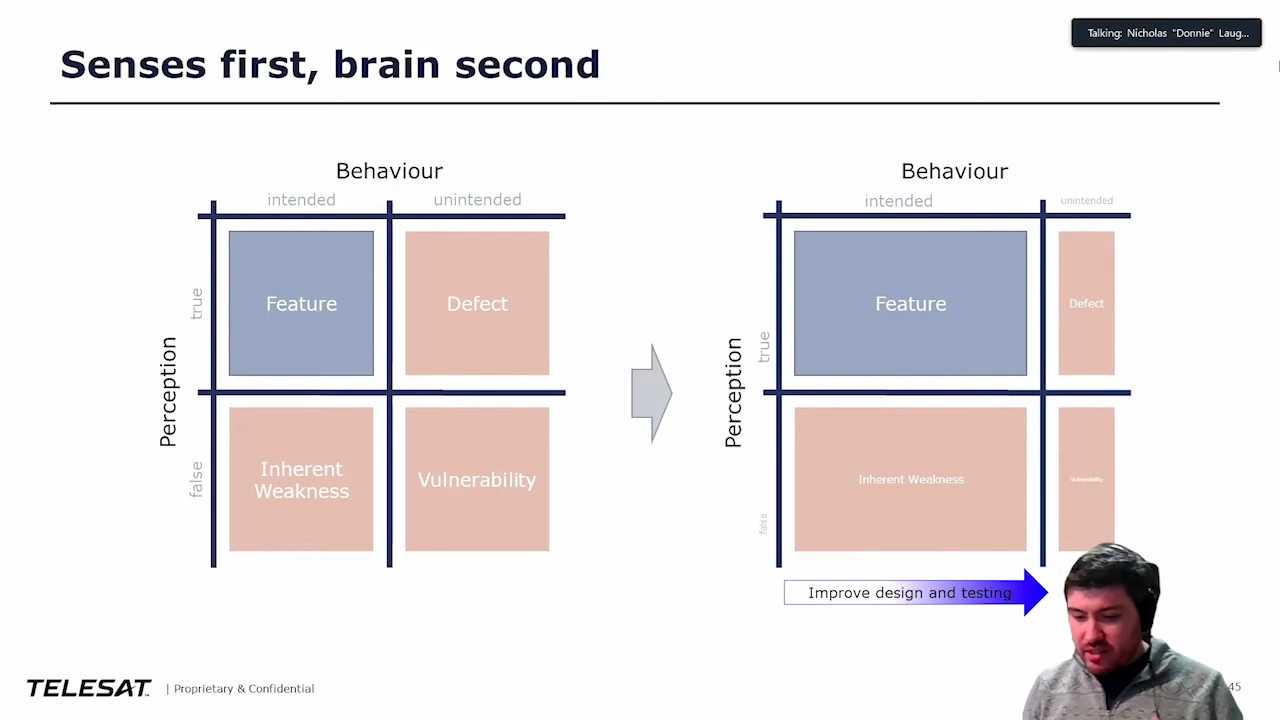 Talking: Nicholas "Donnie" Laug...
Senses first, brain second
Behaviour
intended
unintended
Perception
true
false
Feature
Defect
Inherent
Weakness
Vulnerability
Behaviour
intended
unintended
Perception
true
false
Feature
Defect
Inherent Weakness
Vulnerability
Improve design and testing
TELESAT™ | Proprietary & Confidential
45